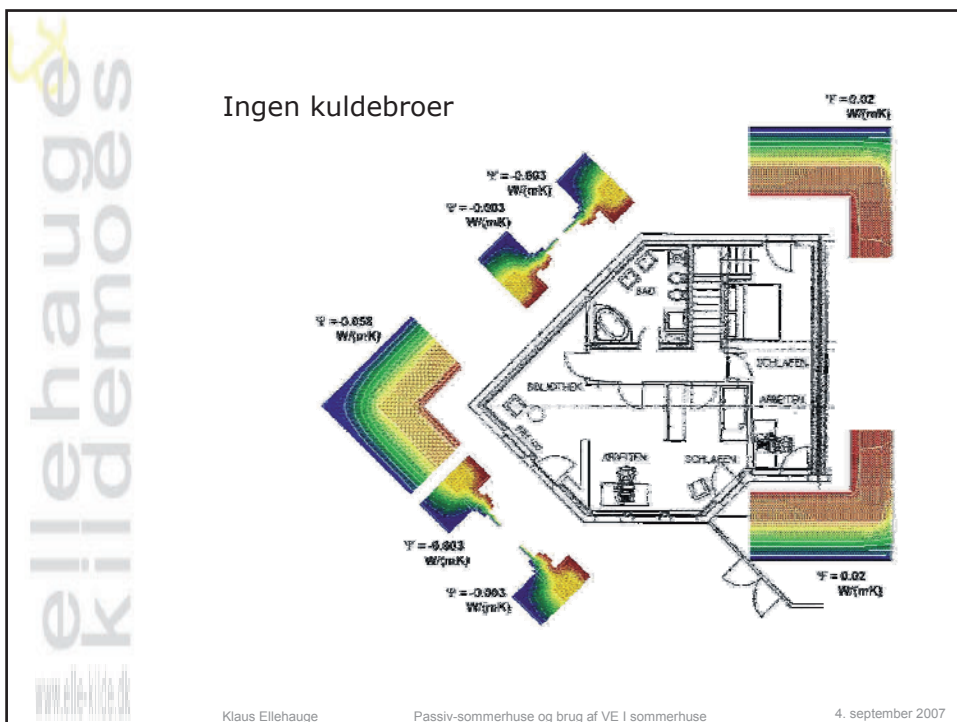 ellehauge
&
kildemoes
www.elle-kilde.dk
Ingen kuldebroer
Ψ = 0.02
W/(mK)
Ψ = -0.003
W/(mK)
Ψ = -0.003
W/(mK)
Ψ = -0.058
W/(mK)
BAD
SCHLAFEN
BIBLIOTHEK
ARBEITEN
ARBEITEN
SCHLAFEN
Ψ = -0.003
W/(mK)
Ψ = -0.003
W/(mK)
Ψ = 0.02
W/(mK)
Klaus Ellehauge
Passiv-sommerhuse og brug af VE I sommerhuse
4. september 2007